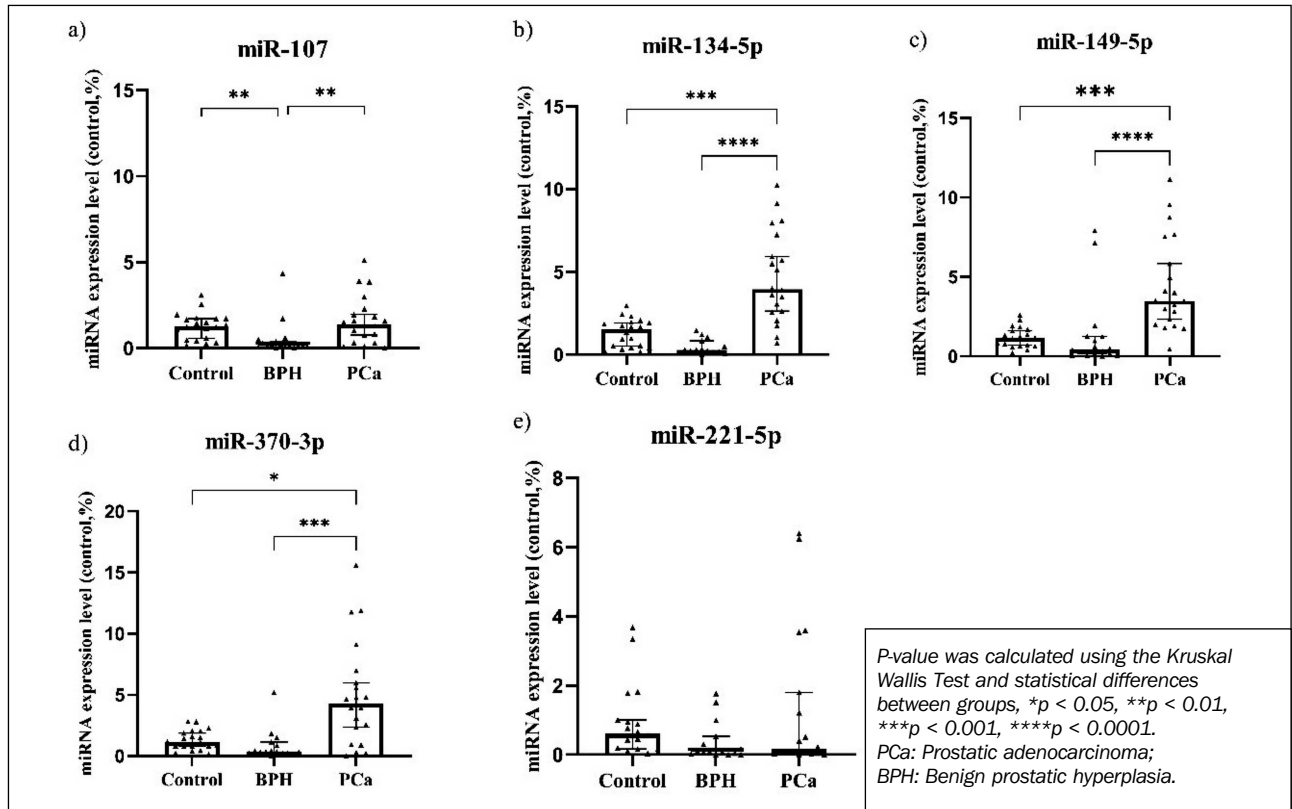 a)
miR-107
miRNA expression level (control,%)
15
10
5
0
** **
Control BPH PCa
b)
miR-134-5p
miRNA expression level (control,%)
15
10
5
0
***
****
Control BPH PCa
c)
miR-149-5p
miRNA expression level (control,%)
15
10
5
0
***
****
Control BPH PCa
d)
miR-370-3p
miRNA expression level (control,%)
20
15
10
5
0
*
***
Control BPH PCa
e)
miR-221-5p
miRNA expression level (control,%)
8
6
4
2
0
Control BPH PCa
P-value was calculated using the Kruskal
Wallis Test and statistical differences
between groups, *p < 0.05, **p < 0.01,
***p < 0.001, ****p < 0.0001.
PCa: Prostatic adenocarcinoma;
BPH: Benign prostatic hyperplasia.